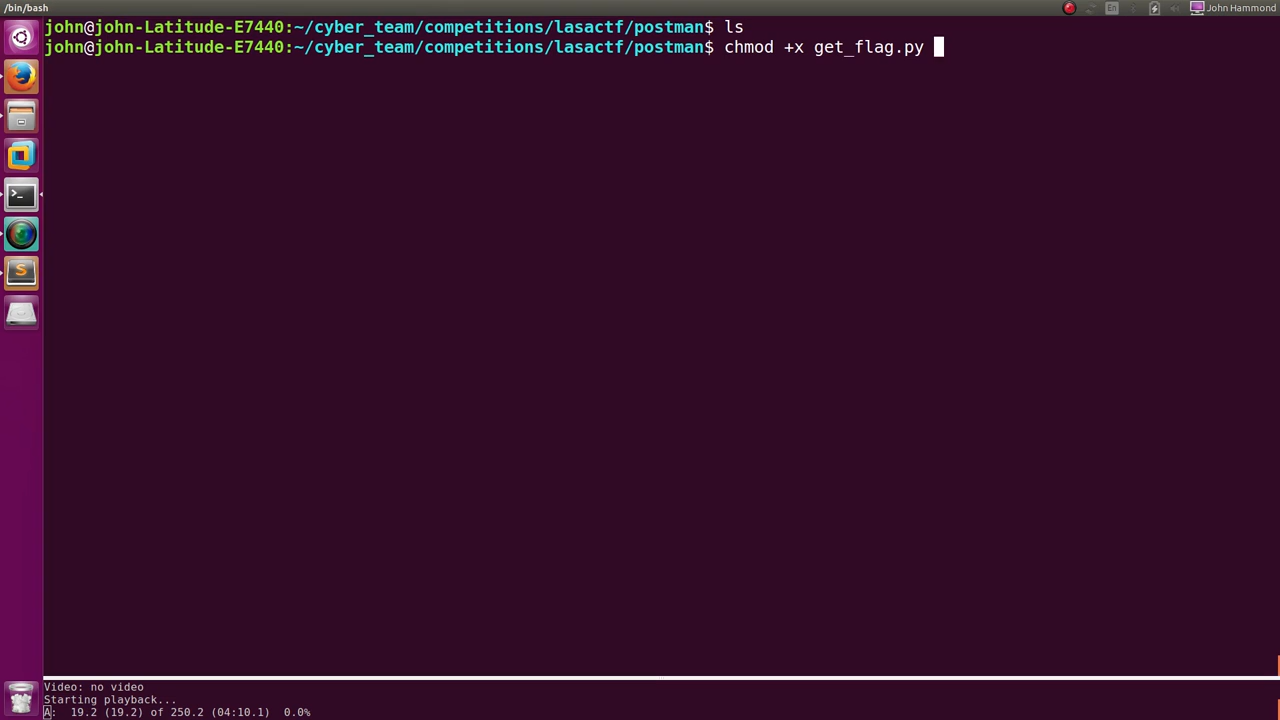 /bin/bash
En
John Hammond
john@john-Latitude-E7440:~/cyber_team/competitions/lasactf/postman$ ls
john@john-Latitude-E7440:~/cyber_team/competitions/lasactf/postman$ chmod +x get_flag.py
Video: no video
Starting playback...
A:  19.2 (19.2) of 250.2 (04:10.1)  0.0%